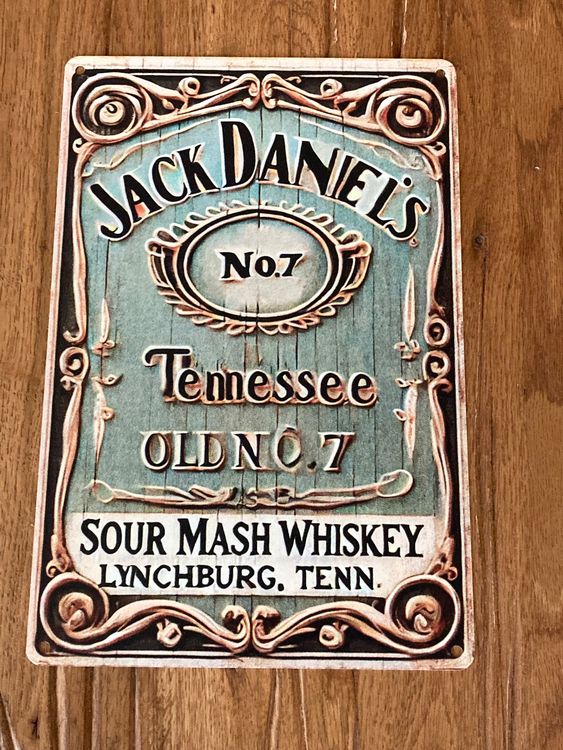 JACK DANIEL'S
No.7
Tennessee
OLD NO.7
SOUR MASH WHISKEY
LYNCHBURG. TENN.